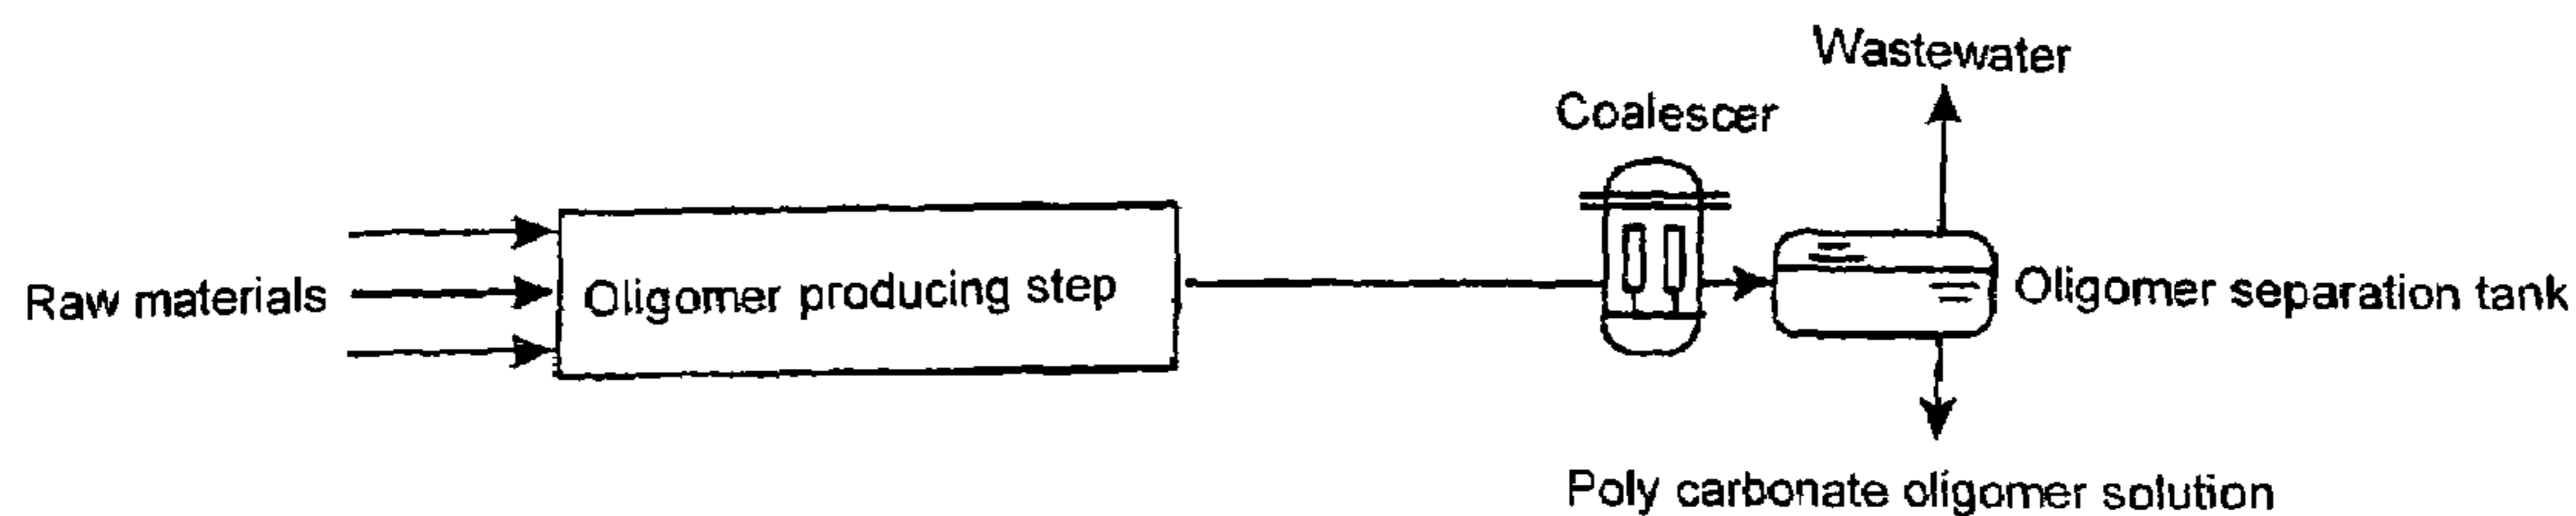 Wastewater
Coalescer
Raw materials
Oligomer producing step
Oligomer separation tank
Poly carbonate oligomer solution